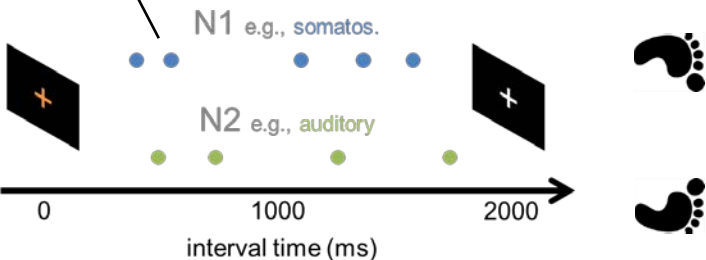 N1 e.g., somatos.
N2 e.g., auditory
0 1000 2000
interval time (ms)